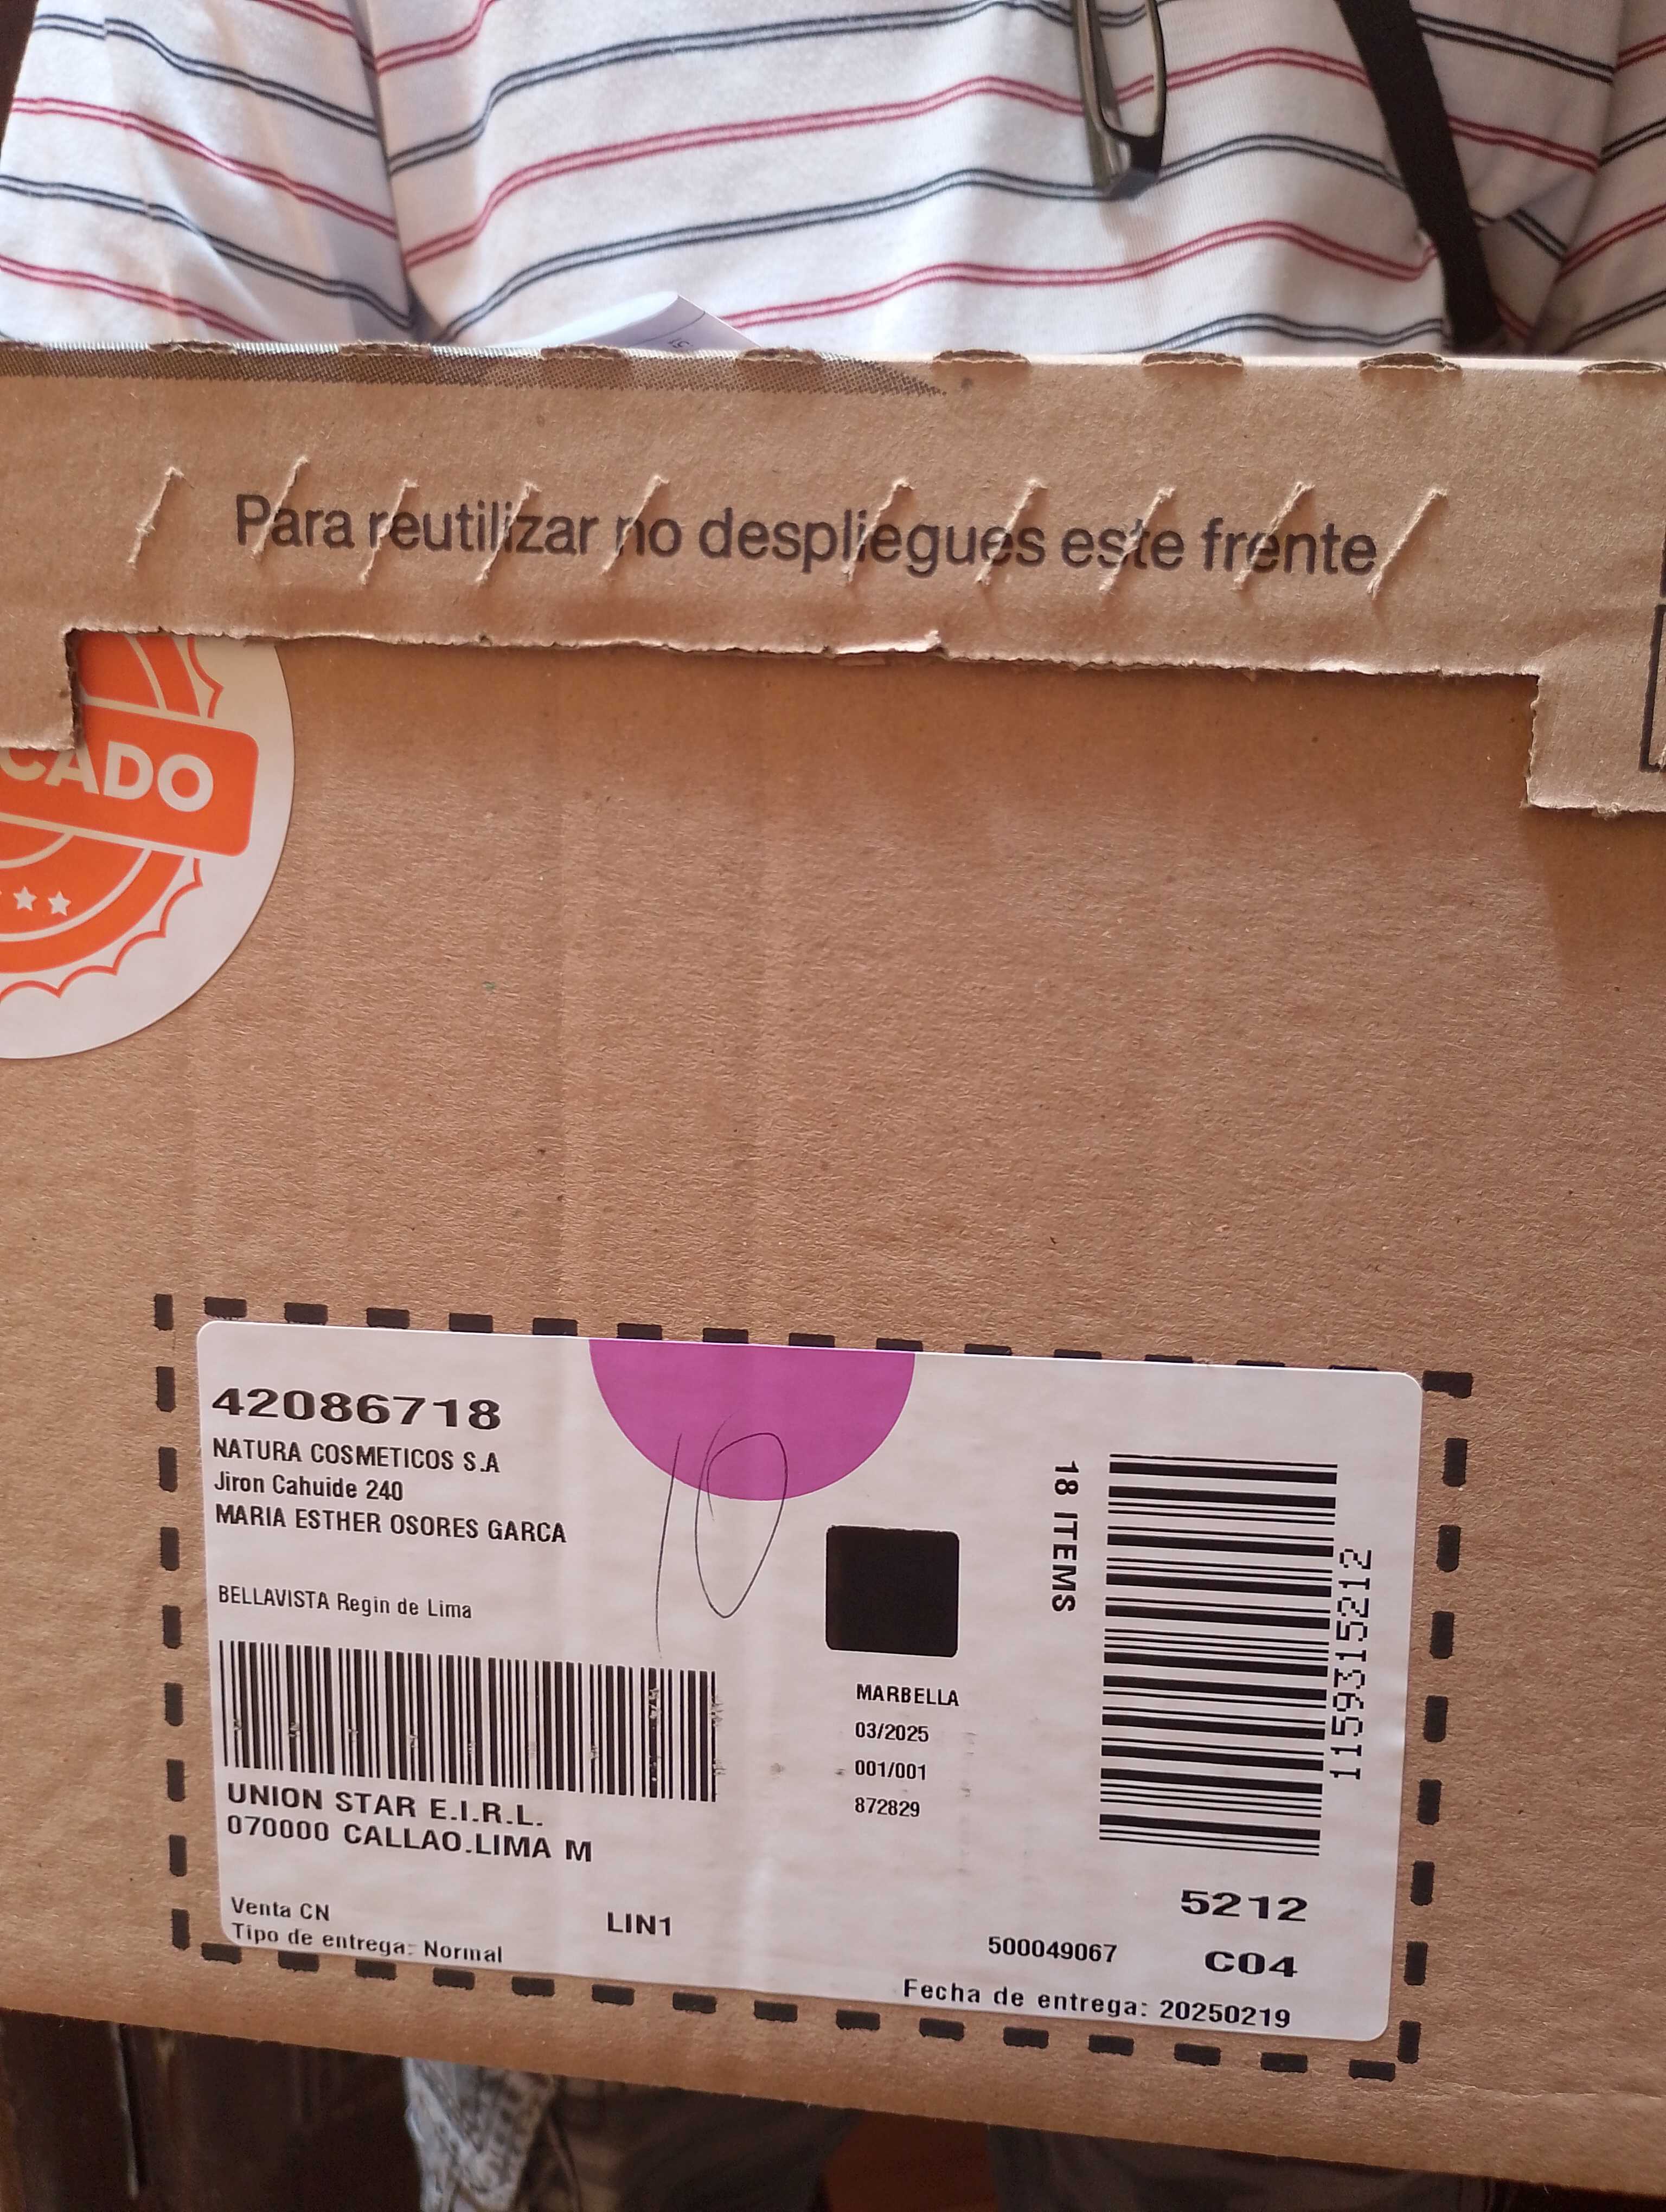 Para reutilizar no despliegues este frente
CADO
42086718
NATURA COSMETICOS S.A
Jiron Cahuide 240
MARIA ESTHER OSORES GARCA
BELLAVISTA Regin de Lima
UNION STAR E.I.R.L.
070000 CALLAO.LIMA M
Venta CN
Tipo de entrega: Normal
LIN1
10
MARBELLA
03/2025
001/001
872829
18 ITEMS
1159315212
5212
500049067
C04
Fecha de entrega: 20250219